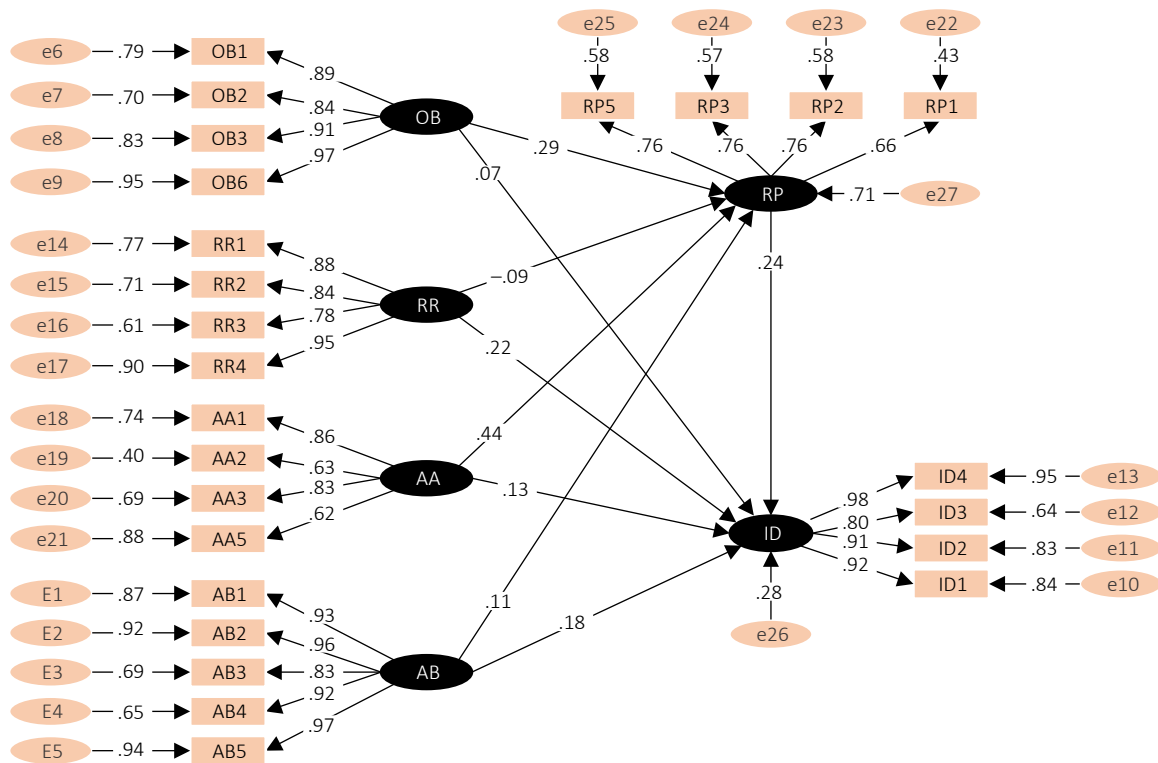 e25 e24 e23 e22
.58 .57 .58 .43
RP5 RP3 RP2 RP1
.76 .76 .76 .66
e6 .79 OB1 .89
e7 .70 OB2 .84
e8 .83 OB3 .91
e9 .95 OB6 .97
OB
.29
.07
RP .71 e27
.24
e14 .77 RR1 .88
e15 .71 RR2 .84
e16 .61 RR3 .78
e17 .90 RR4 .95
RR
−.09
.22
e18 .74 AA1 .86
e19 .40 AA2 .63
e20 .69 AA3 .83
e21 .88 AA5 .62
AA
.44
.13
ID
.98 ID4 .95 e13
.80 ID3 .64 e12
.91 ID2 .83 e11
.92 ID1 .84 e10
.28
e26
E1 .87 AB1 .93
E2 .92 AB2 .96
E3 .69 AB3 .83
E4 .65 AB4 .92
E5 .94 AB5 .97
AB
.11
.18